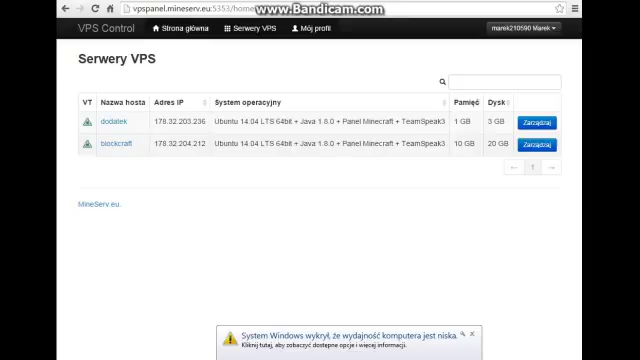 vpspanel.mineserv.eu:5353/home
www.Bandicam.com
VPS Control
Strona główna
Serwery VPS
Mój profil
marek210590 Marek
Serwery VPS
VT Nazwa hosta Adres IP System operacyjny Pamięć Dysk
dodatek 178.32.203.236 Ubuntu 14.04 LTS 64bit + Java 1.8.0 + Panel Minecraft + TeamSpeak3 1 GB 3 GB Zarządzaj
blockcraft 178.32.204.212 Ubuntu 14.04 LTS 64bit + Java 1.8.0 + Panel Minecraft + TeamSpeak3 10 GB 20 GB Zarządzaj
← 1 →
MineServ.eu.
System Windows wykrył, że wydajność komputera jest niska.
Kliknij tutaj, aby zobaczyć dostępne opcje i więcej informacji.